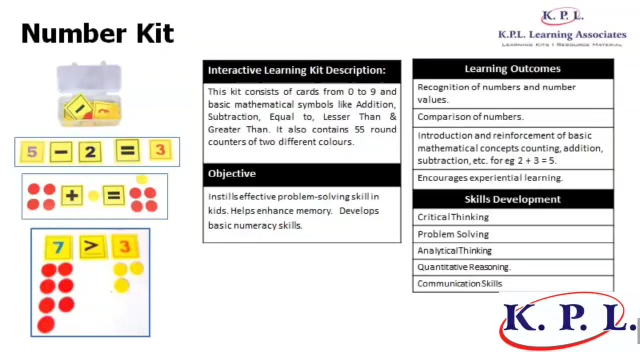 Number Kit
K. P. L.
K.P.L. Learning Associates
LEARNING KITS I RESOURCE MATERIAL
5 − 2 = 3
+ =
7 > 3
Interactive Learning Kit Description:
This kit consists of cards from 0 to 9 and
basic mathematical symbols like Addition,
Subtraction, Equal to, Lesser Than &
Greater Than. It also contains 55 round
counters of two different colours.
Objective
Instills effective problem-solving skill in
kids. Helps enhance memory. Develops
basic numeracy skills.
Learning Outcomes
Recognition of numbers and number
values.
Comparison of numbers.
Introduction and reinforcement of basic
mathematical concepts counting, addition,
subtraction, etc. for eg 2 + 3 = 5.
Encourages experiential learning.
Skills Development
Critical Thinking
Problem Solving
Analytical Thinking
Quantitative Reasoning.
Communication Skills
K. P. L.